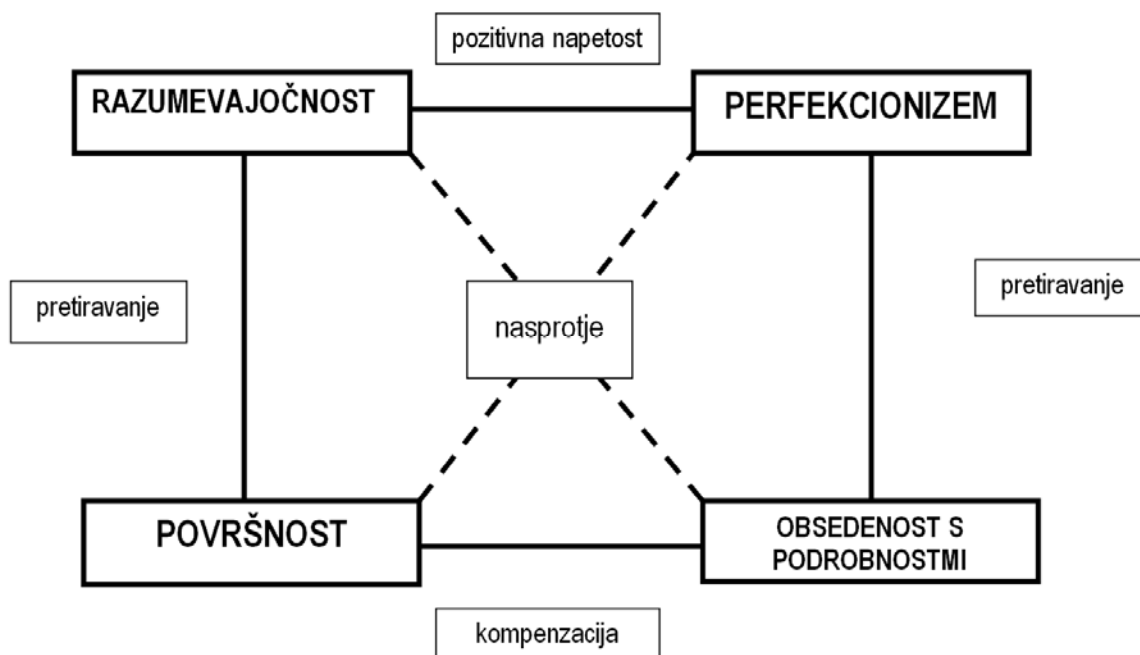 pozitivna napetost
RAZUMEVAJOČNOST
PERFEKCIONIZEM
pretiravanje
nasprotje
pretiravanje
POVRŠNOST
OBSEDENOST S
PODROBNOSTMI
kompenzacija